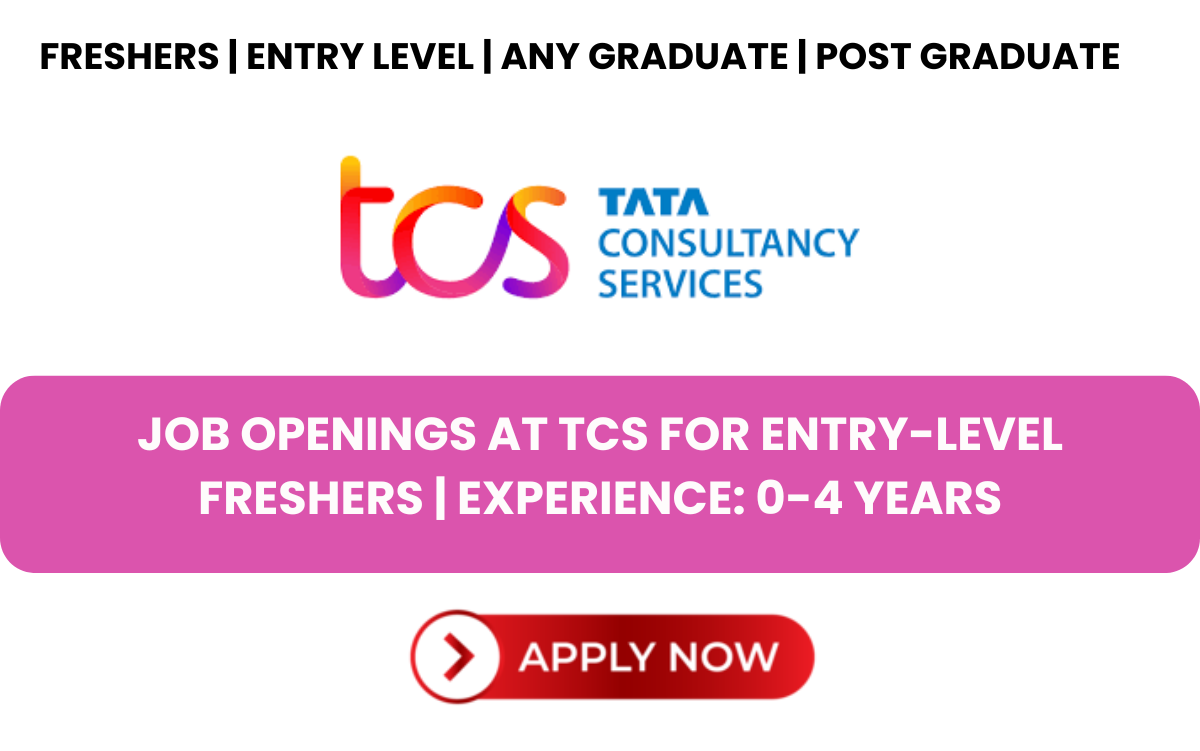 FRESHERS | ENTRY LEVEL | ANY GRADUATE | POST GRADUATE
tcs
TATA
CONSULTANCY
SERVICES
JOB OPENINGS AT TCS FOR ENTRY-LEVEL
FRESHERS | EXPERIENCE: 0-4 YEARS
APPLY NOW